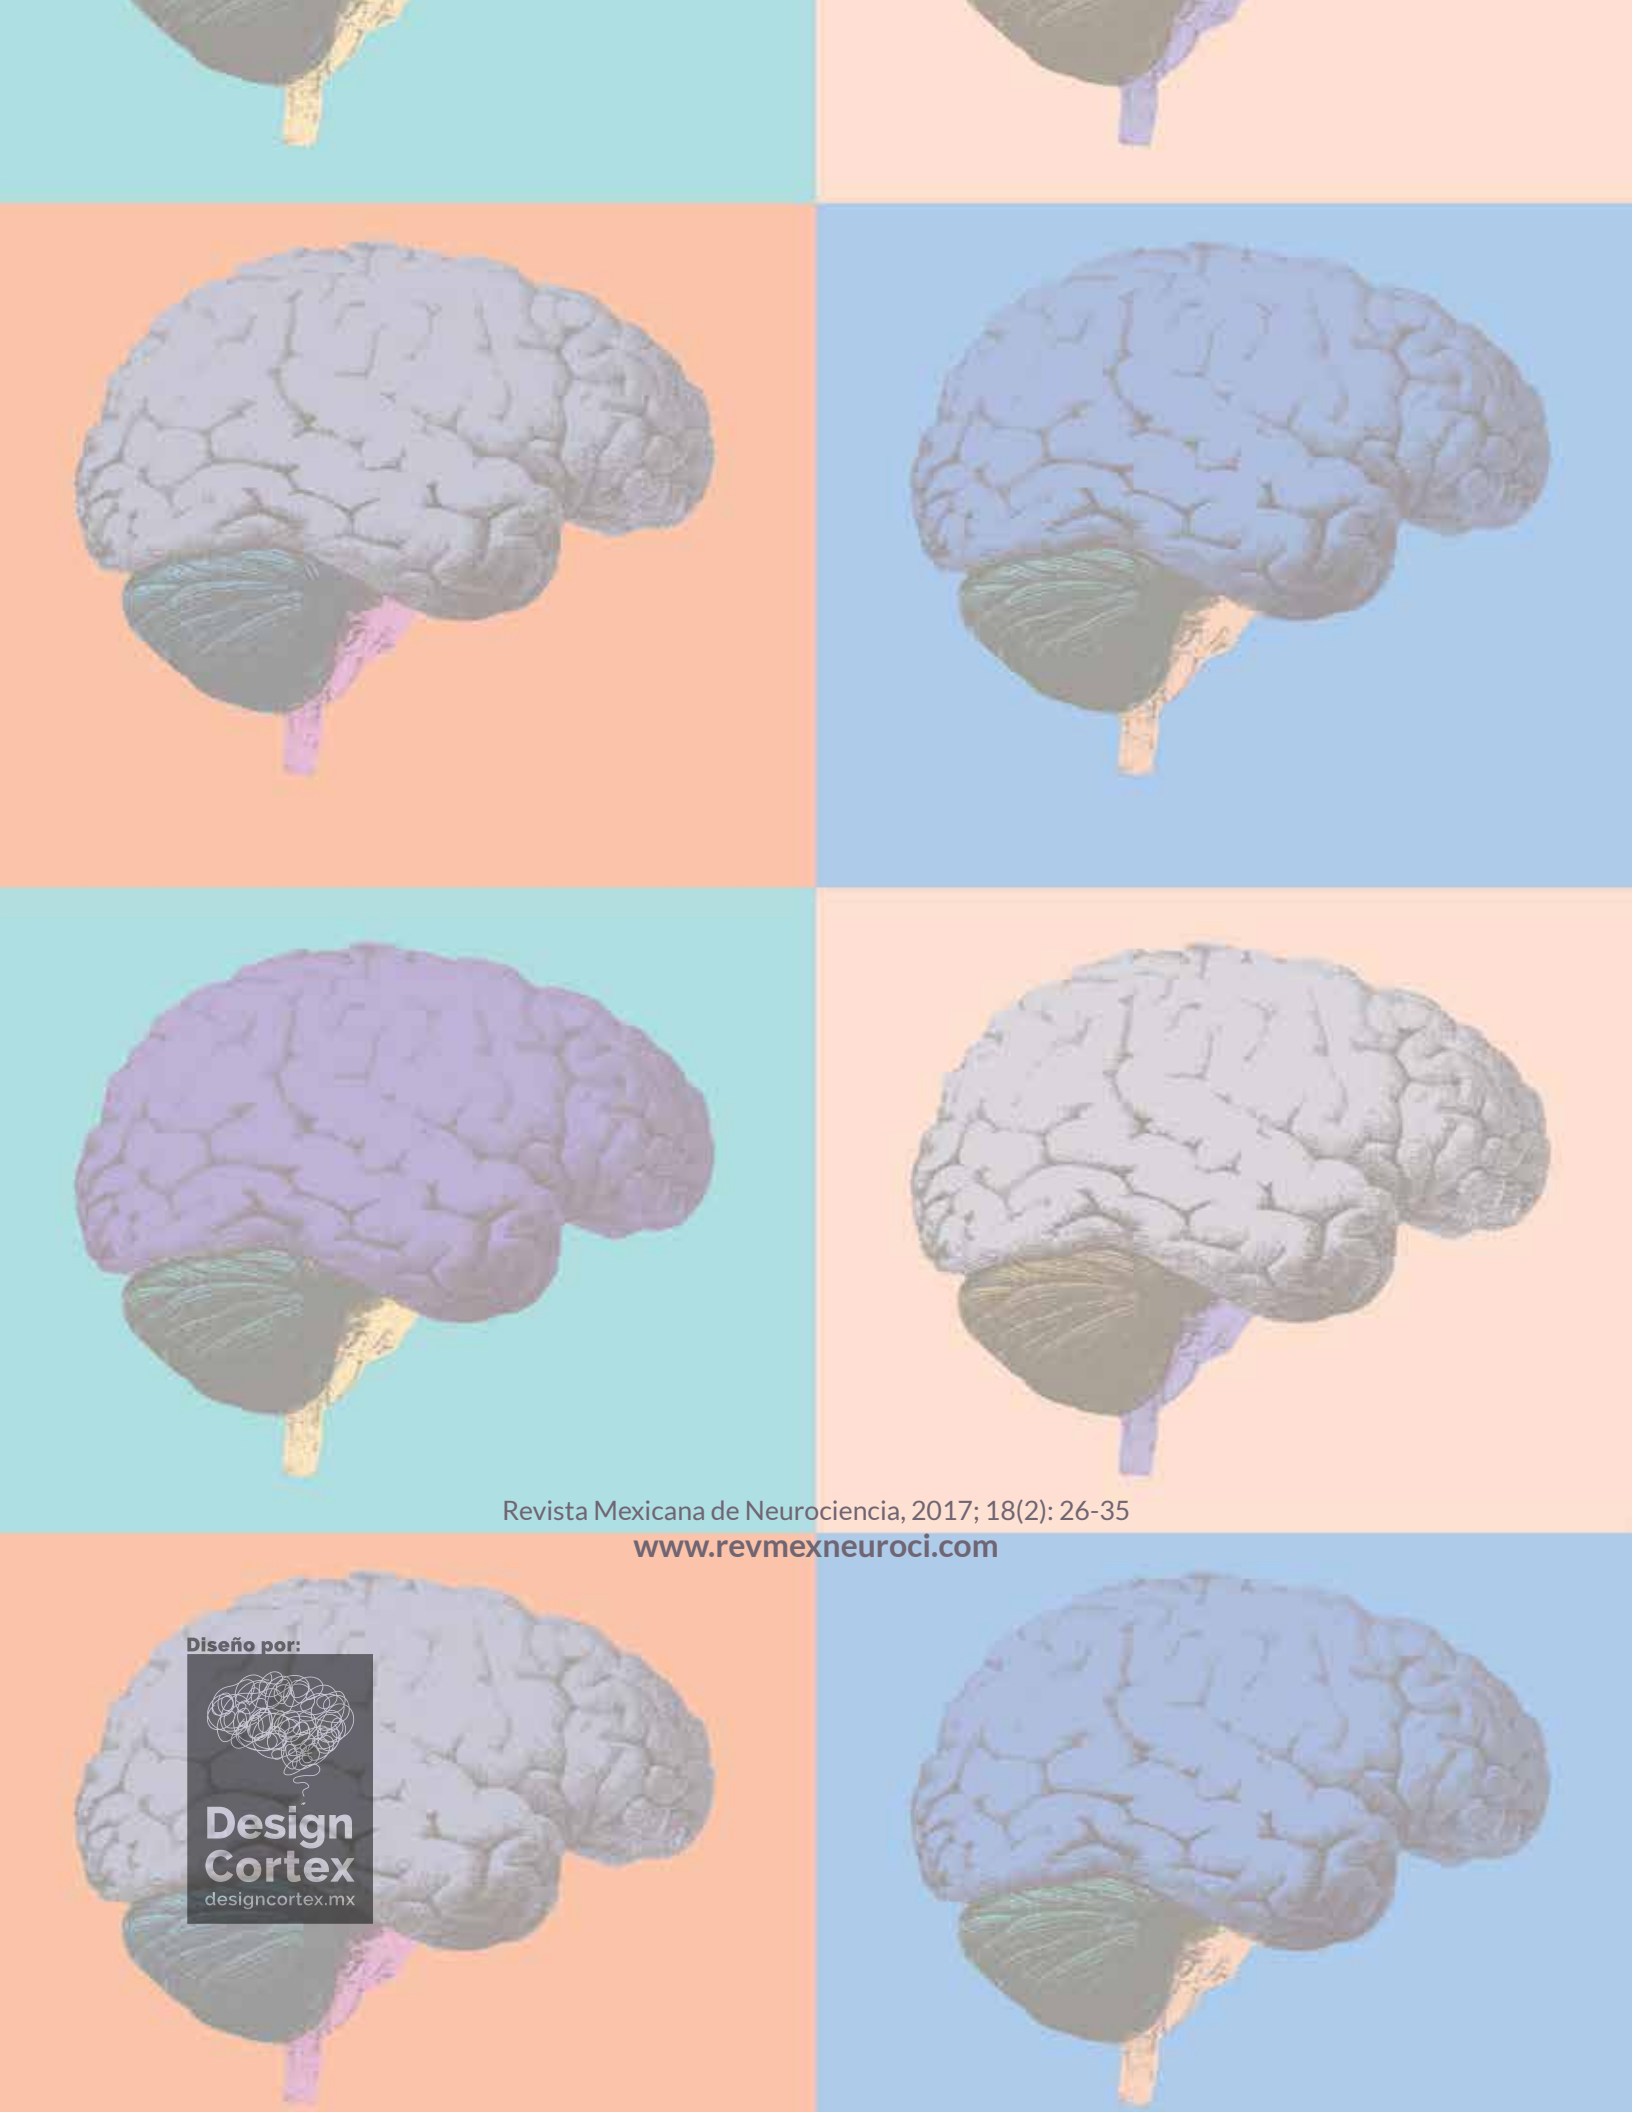 Revista Mexicana de Neurociencia, 2017; 18(2): 26-35
www.revmexneuroci.com
Diseño por:
Design
Cortex
designcortex.mx